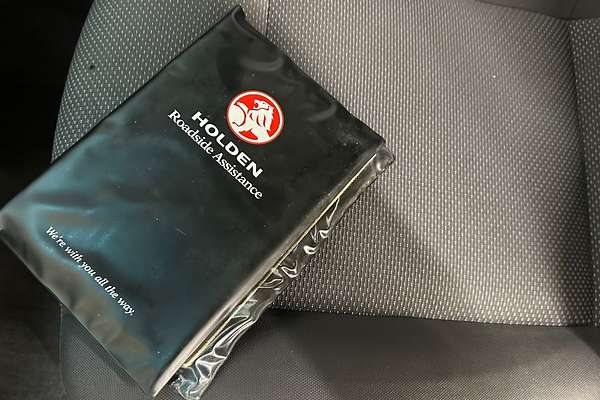 HOLDEN
Roadside Assistance
We're with you all the way.